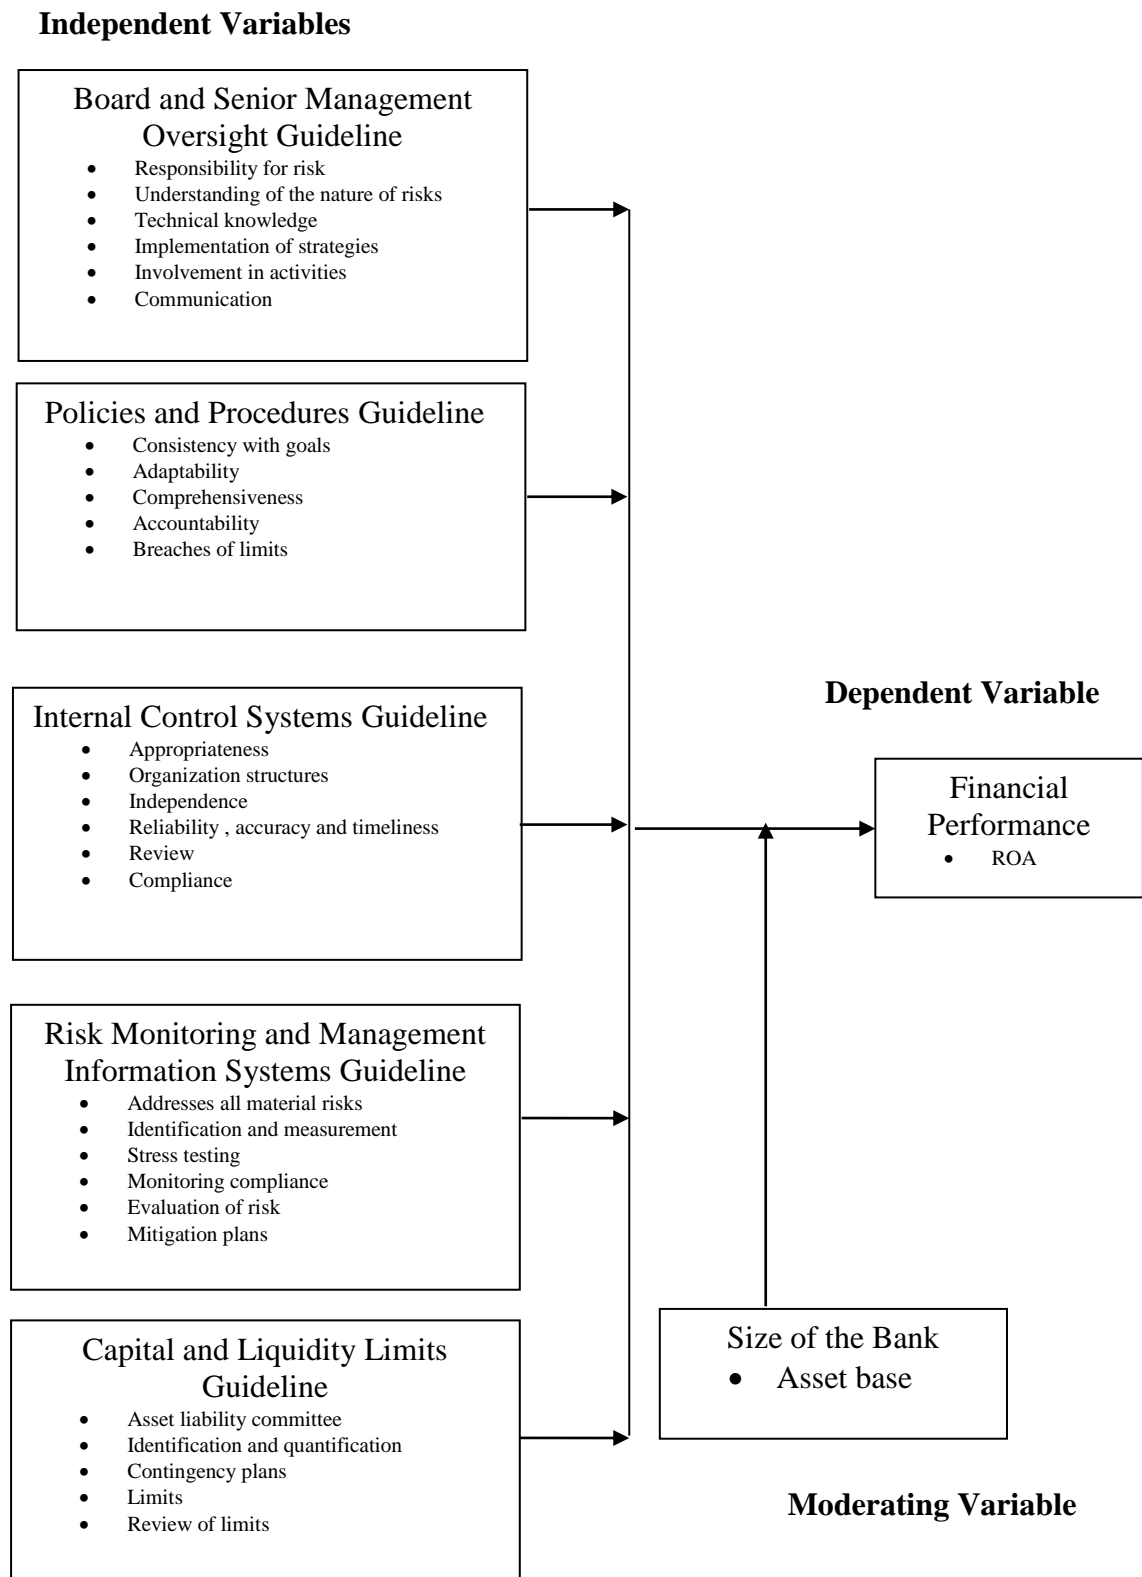 Independent Variables
Board and Senior Management
Oversight Guideline
• Responsibility for risk
• Understanding of the nature of risks
• Technical knowledge
• Implementation of strategies
• Involvement in activities
• Communication
Policies and Procedures Guideline
• Consistency with goals
• Adaptability
• Comprehensiveness
• Accountability
• Breaches of limits
Internal Control Systems Guideline
• Appropriateness
• Organization structures
• Independence
• Reliability , accuracy and timeliness
• Review
• Compliance
Risk Monitoring and Management
Information Systems Guideline
• Addresses all material risks
• Identification and measurement
• Stress testing
• Monitoring compliance
• Evaluation of risk
• Mitigation plans
Capital and Liquidity Limits
Guideline
• Asset liability committee
• Identification and quantification
• Contingency plans
• Limits
• Review of limits
Dependent Variable
Financial
Performance
• ROA
Size of the Bank
• Asset base
Moderating Variable